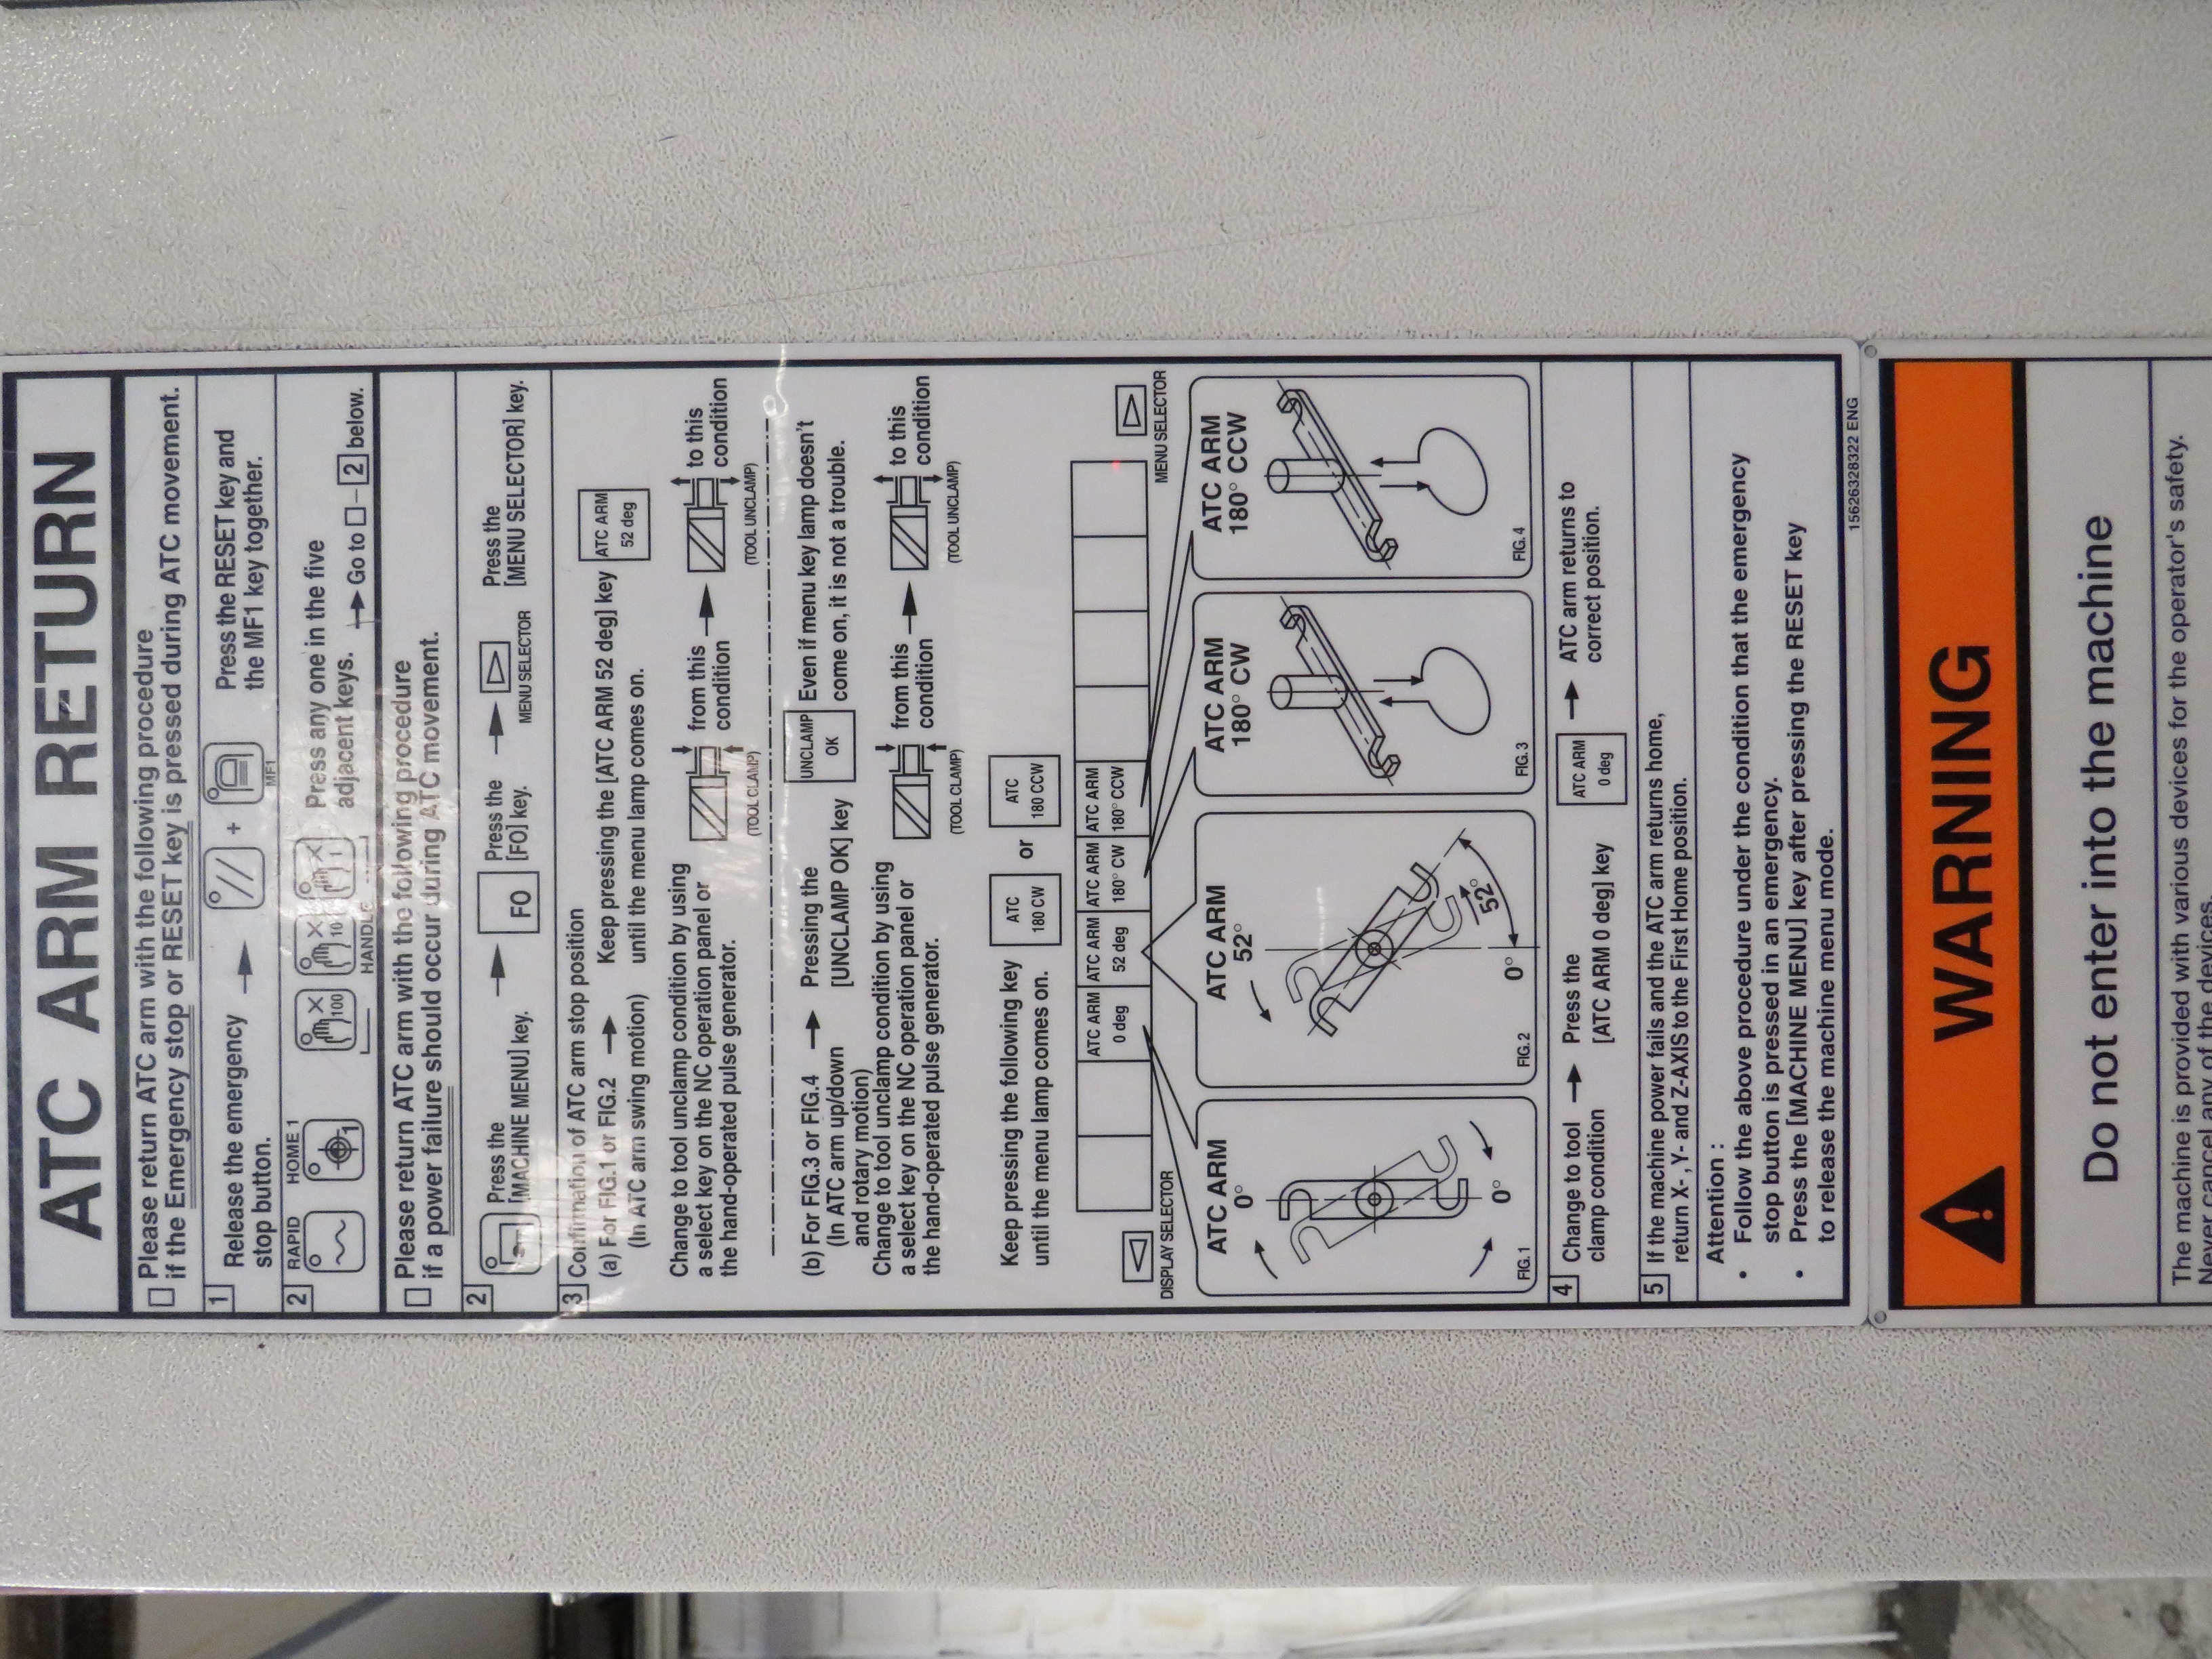 ATC ARM RETURN
□ Please return ATC arm with the following procedure
if the Emergency stop or RESET key is pressed during ATC movement.
1 Release the emergency
stop button.
// + MF1
Press the RESET key and
the MF1 key together.
2 RAPID HOME 1
1
×100 ×10 ×1
HANDLE
Press any one in the five
adjacent keys. → Go to □ – 2 below.
□ Please return ATC arm with the following procedure
if a power failure should occur during ATC movement.
2 Press the
[MACHINE MENU] key.
→ FO Press the
[FO] key.
→ MENU SELECTOR
Press the
[MENU SELECTOR] key.
3 Confirmation of ATC arm stop position
(a) For FIG.1 or FIG.2 → Keep pressing the [ATC ARM 52 deg] key
(In ATC arm swing motion) until the menu lamp comes on.
ATC ARM
52 deg
Change to tool unclamp condition by using
a select key on the NC operation panel or
the hand-operated pulse generator.
(TOOL CLAMP)
from this
condition →
(TOOL UNCLAMP)
to this
condition
(b) For FIG.3 or FIG.4 → Pressing the
(In ATC arm up/down [UNCLAMP OK] key
and rotary motion)
UNCLAMP
OK
Even if menu key lamp doesn't
come on, it is not a trouble.
Change to tool unclamp condition by using
a select key on the NC operation panel or
the hand-operated pulse generator.
(TOOL CLAMP)
from this
condition →
(TOOL UNCLAMP)
to this
condition
Keep pressing the following key
until the menu lamp comes on.
ATC
180 CW
or
ATC
180 CCW
DISPLAY SELECTOR
ATC ARM
0 deg
ATC ARM
52 deg
ATC ARM
180° CW
ATC ARM
180° CCW
MENU SELECTOR
ATC ARM
0°
0°
FIG.1
ATC ARM
52°
0°
52°
FIG.2
ATC ARM
180° CW
FIG.3
ATC ARM
180° CCW
FIG.4
4 Change to tool → Press the
clamp condition [ATC ARM 0 deg] key
ATC ARM
0 deg
→ ATC arm returns to
correct position.
5 If the machine power fails and the ATC arm returns home,
return X- , Y- and Z-AXIS to the First Home position.
Attention :
• Follow the above procedure under the condition that the emergency
stop button is pressed in an emergency.
• Press the [MACHINE MENU] key after pressing the RESET key
to release the machine menu mode.
15626328322 ENG
WARNING
Do not enter into the machine
The machine is provided with various devices for the operator's safety.
Never cancel any of the devices.